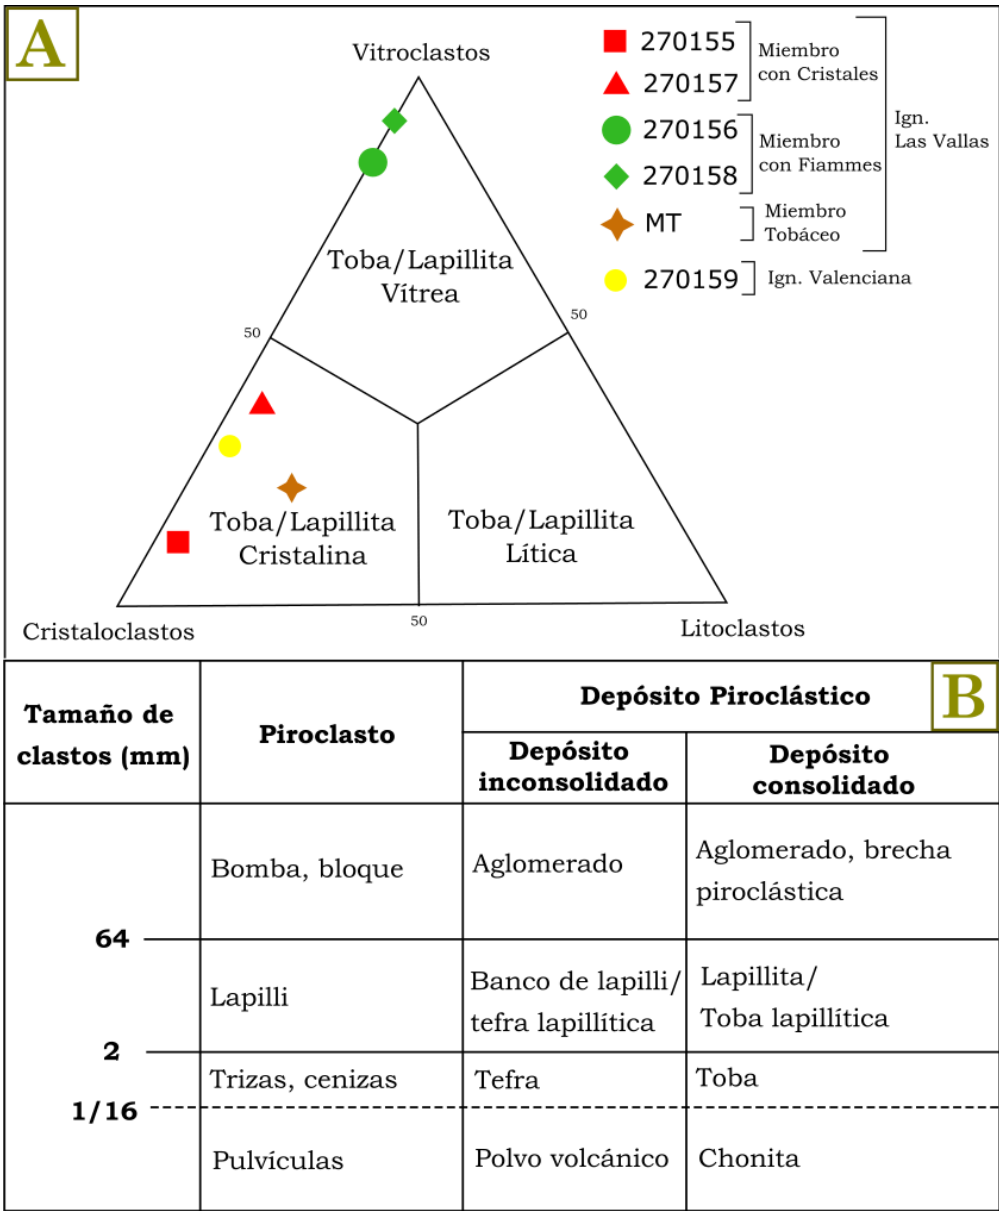 A
Vitroclastos
270155
270157
Miembro
con Cristales
270156
270158
Miembro
con Fiammes
MT
Miembro
Tobáceo
Ign.
Las Vallas
270159
Ign. Valenciana
Toba/Lapillita
Vítrea
50
50
Toba/Lapillita
Cristalina
Toba/Lapillita
Lítica
50
Cristaloclastos
Litoclastos
B
Tamaño de
clastos (mm)
Piroclasto
Depósito Piroclástico
Depósito
inconsolidado
Depósito
consolidado
Bomba, bloque
Aglomerado
Aglomerado, brecha
piroclástica
64
Lapilli
Banco de lapilli/
tefra lapillítica
Lapillita/
Toba lapillítica
2
Trizas, cenizas
Tefra
Toba
1/16
Pulvículas
Polvo volcánico
Chonita